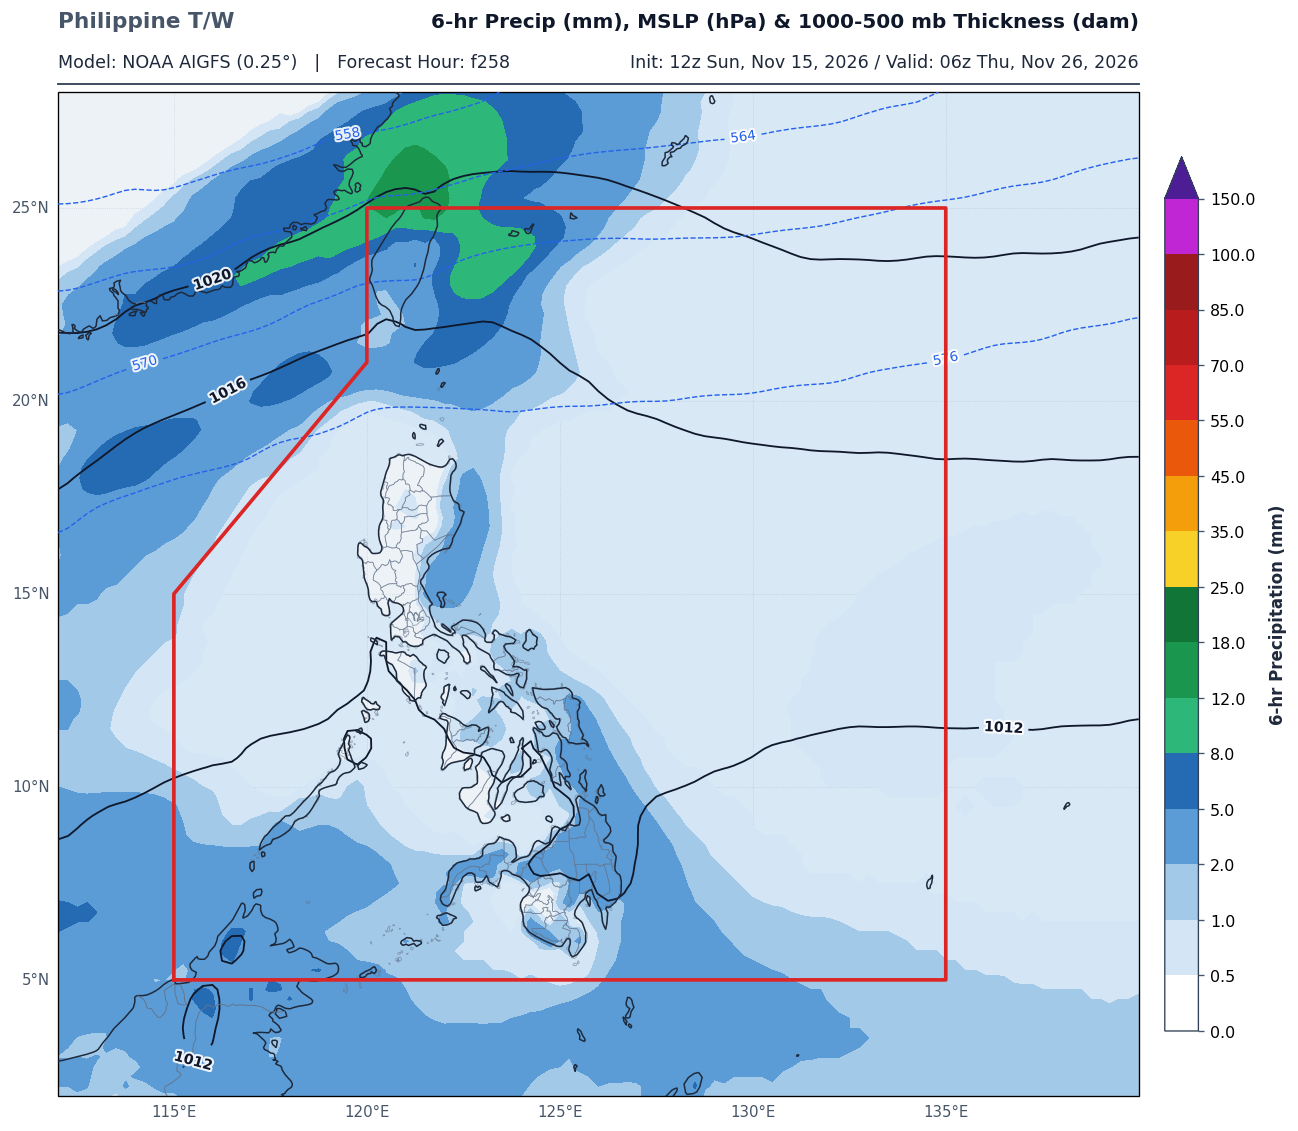 Philippine T/W
6-hr Precip (mm), MSLP (hPa) & 1000-500 mb Thickness (dam)
Model: NOAA AIGFS (0.25°) | Forecast Hour: f258
Init: 12z Sun, Nov 15, 2026 / Valid: 06z Thu, Nov 26, 2026
558
564
25°N
1020
570
576
1016
20°N
15°N
1012
10°N
5°N
1012
115°E
120°E
125°E
130°E
135°E
150.0
100.0
85.0
70.0
55.0
45.0
35.0
25.0
18.0
12.0
8.0
5.0
2.0
1.0
0.5
0.0
6-hr Precipitation (mm)